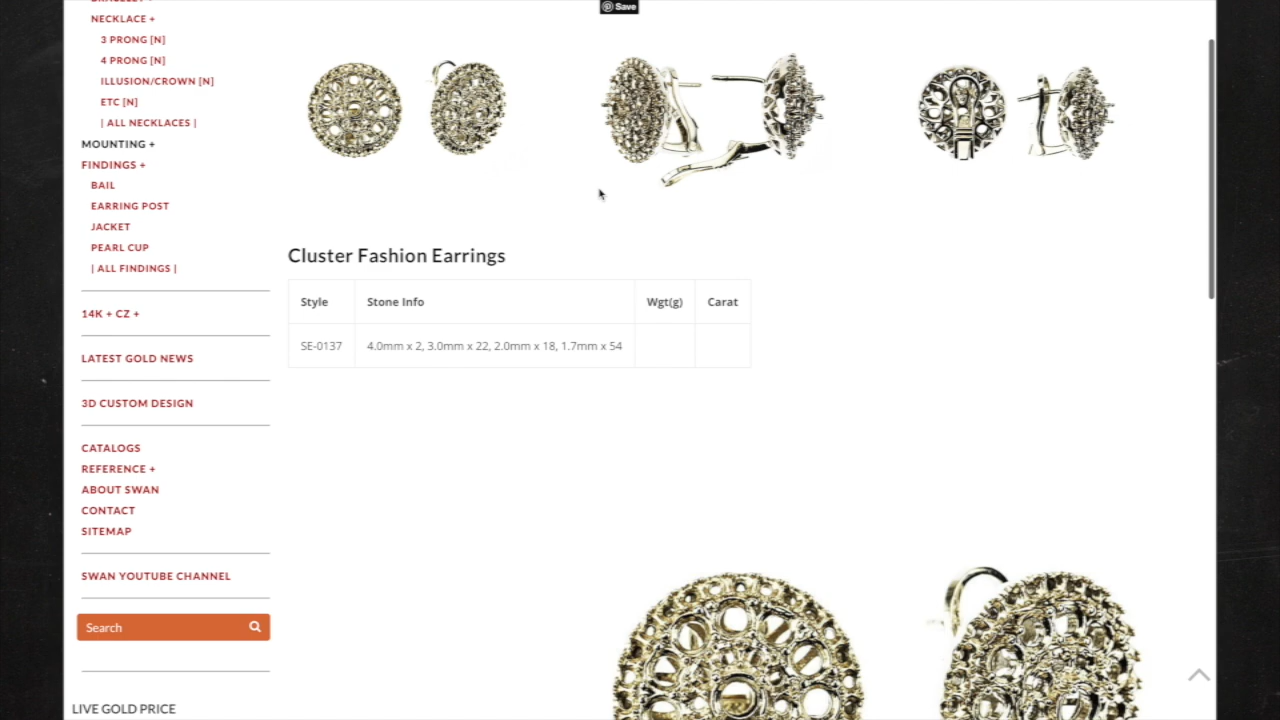 Save
NECKLACE +
3 PRONG [N]
4 PRONG [N]
ILLUSION/CROWN [N]
ETC [N]
| ALL NECKLACES |
MOUNTING +
FINDINGS +
BAIL
EARRING POST
JACKET
PEARL CUP
| ALL FINDINGS |
14K + CZ +
LATEST GOLD NEWS
3D CUSTOM DESIGN
CATALOGS
REFERENCE +
ABOUT SWAN
CONTACT
SITEMAP
SWAN YOUTUBE CHANNEL
Search
LIVE GOLD PRICE
Cluster Fashion Earrings
Style Stone Info Wgt(g) Carat
SE-0137 4.0mm x 2, 3.0mm x 22, 2.0mm x 18, 1.7mm x 54